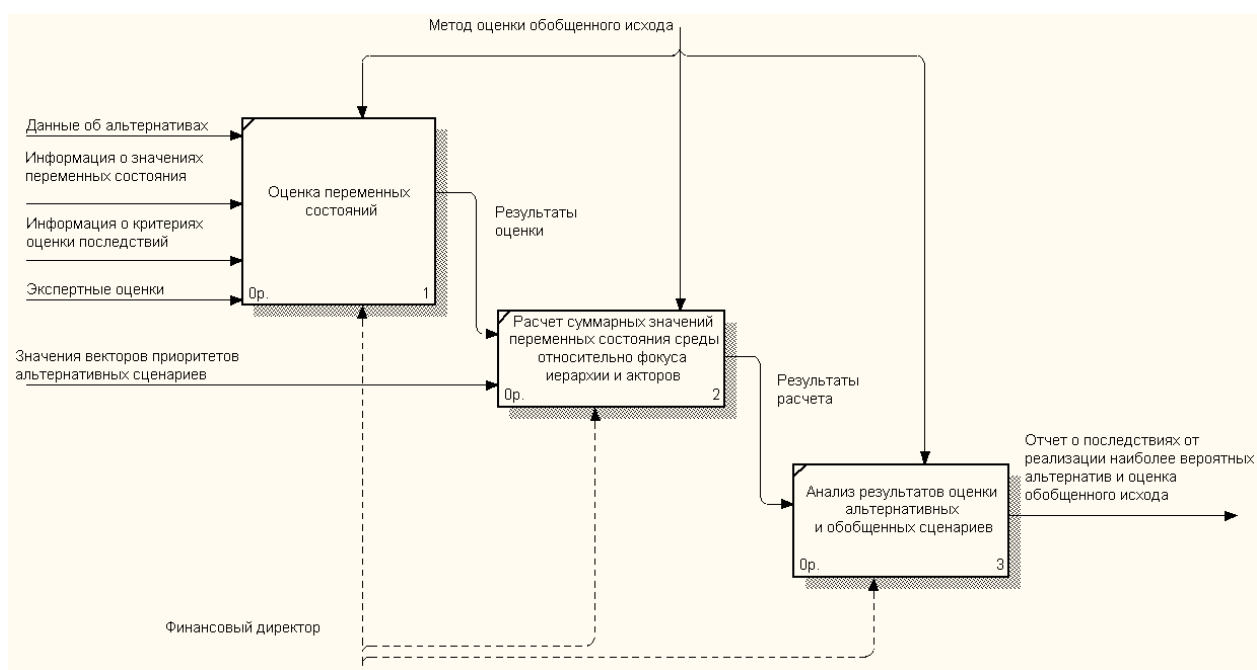 Метод оценки обобщенного исхода
Данные об альтернативах
Информация о значениях
переменных состояния
Информация о критериях
оценки последствий
Экспертные оценки
Оценка переменных
состояний
0р.
1
Результаты
оценки
Значения векторов приоритетов
альтернативных сценариев
Расчет суммарных значений
переменных состояния среды
относительно фокуса
иерархии и акторов
0р.
2
Результаты
расчета
Анализ результатов оценки
альтернативных
и обобщенных сценариев
0р.
3
Отчет о последствиях от
реализации наиболее вероятных
альтернатив и оценка
обобщенного исхода
Финансовый директор